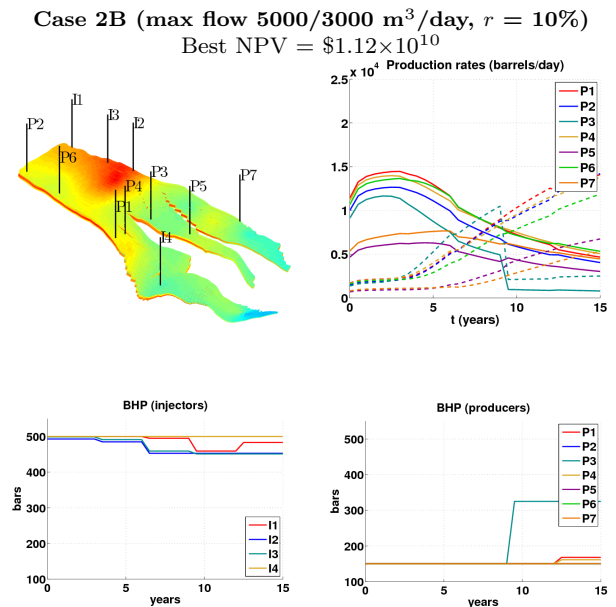 Case 2B (max flow 5000/3000 m³/day, r = 10%)
Best NPV = $1.12×10¹⁰
I1
P2
I3
I2
P6
P3
P4
P5
P7
P1
I4
x 10⁴ Production rates (barrels/day)
2.5
2
1.5
1
0.5
0
0 5 10 15
t (years)
P1
P2
P3
P4
P5
P6
P7
BHP (injectors)
500
400
300
200
100
bars
0 5 10 15
years
I1
I2
I3
I4
BHP (producers)
500
400
300
200
100
bars
0 5 10 15
years
P1
P2
P3
P4
P5
P6
P7